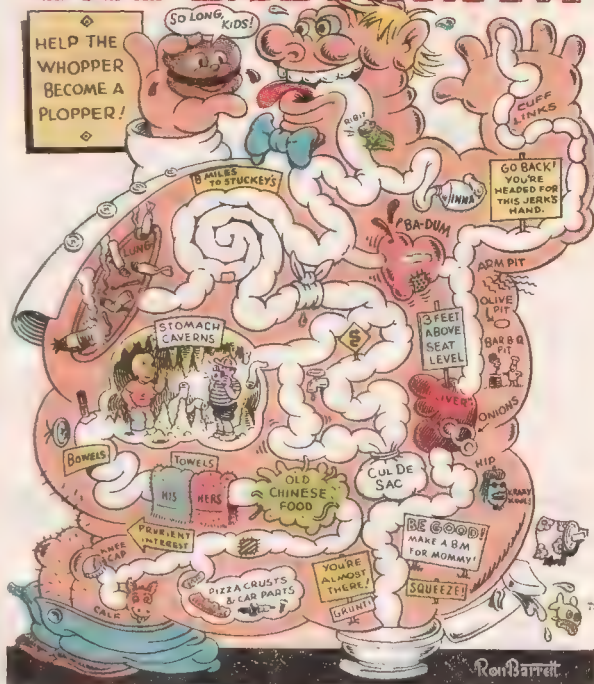 HELP THE
WHOPPER
BECOME A
PLOPPER!
SO LONG,
KIDS!
RIBIT
CUFF
LINKS
GO BACK!
YOU'RE
HEADED FOR
THIS JERK'S
HAND.
8 MILES
TO STUCKEY'S
BA-DUM
LUNG
ARM PIT
OLIVE
PIT
BAR B Q
PIT
3 FEET
ABOVE
SEAT
LEVEL
STOMACH
CAVERNS
LIVER
ONIONS
BOWELS
TOWELS
HIS
HERS
OLD
CHINESE
FOOD
CUL DE
SAC
HIP
KRAZY
PRURIENT
INTEREST
KNEE
CAP
CALF
PIZZA CRUSTS
& CAR PARTS
YOU'RE
ALMOST
THERE!
GRUNT!
BE GOOD!
MAKE A BM
FOR MOMMY!
SQUEEZE!
Ron Barrett